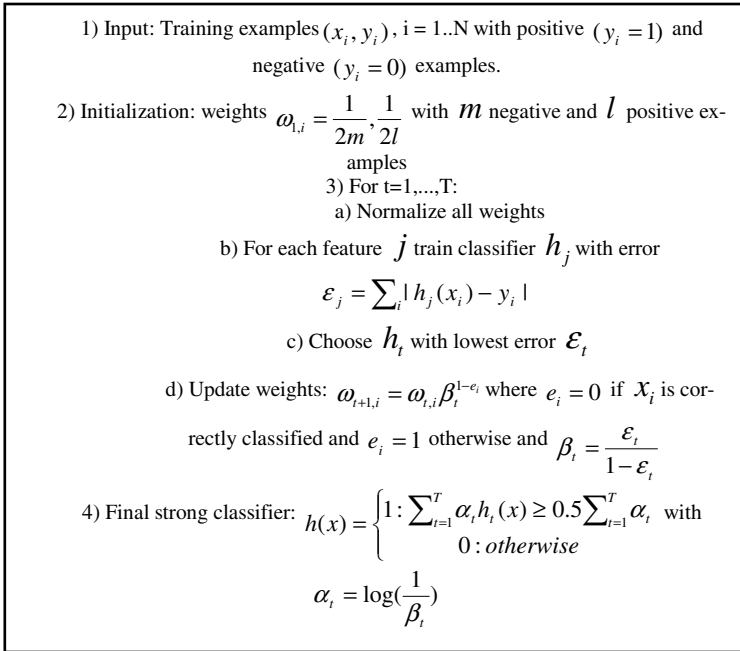 1) Input: Training examples (x_i, y_i), i = 1..N with positive (y_i = 1) and
negative (y_i = 0) examples.
2) Initialization: weights ω_{1,i} = \frac{1}{2m}, \frac{1}{2l} with m negative and l positive ex-
amples
3) For t=1,...,T:
a) Normalize all weights
b) For each feature j train classifier h_j with error
ε_j = ∑_i | h_j(x_i) − y_i |
c) Choose h_t with lowest error ε_t
d) Update weights: ω_{t+1,i} = ω_{t,i} β_t^{1−e_i} where e_i = 0 if x_i is cor-
rectly classified and e_i = 1 otherwise and β_t = \frac{ε_t}{1 − ε_t}
4) Final strong classifier: h(x) = { 1 : ∑_{t=1}^{T} α_t h_t(x) ≥ 0.5 ∑_{t=1}^{T} α_t with
0 : otherwise
α_t = log(\frac{1}{β_t})